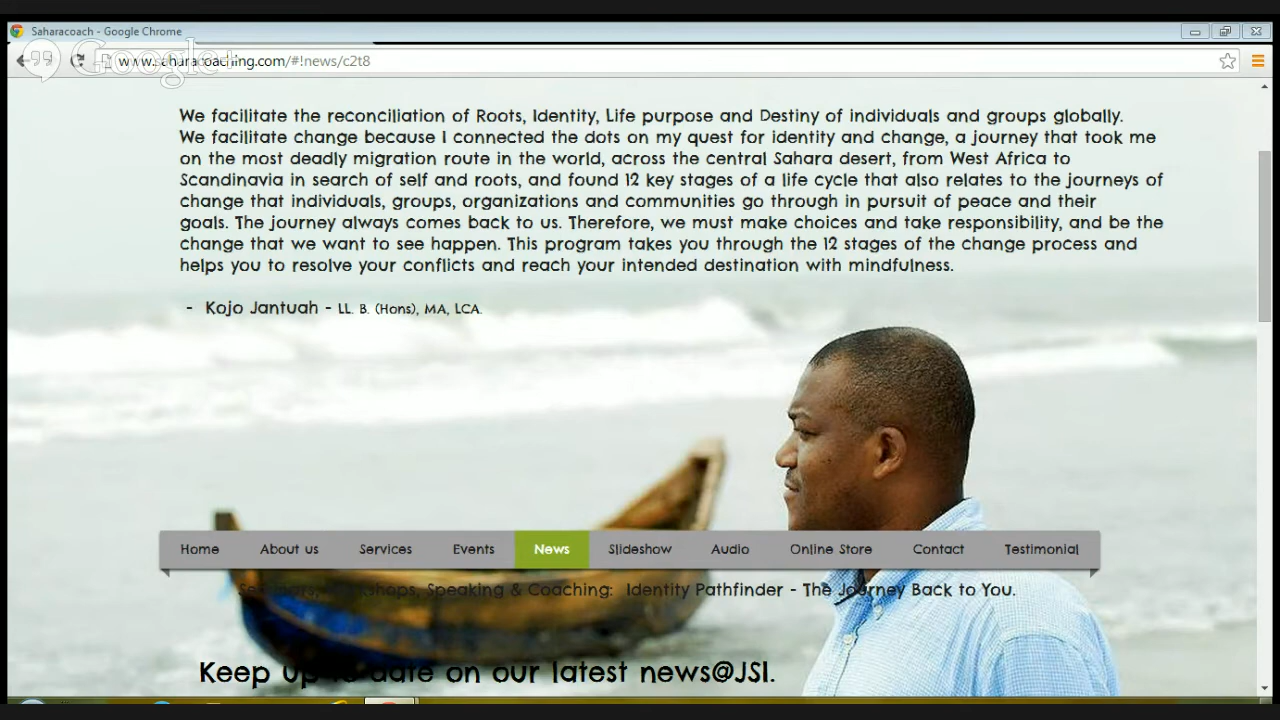 Saharacoach - Google Chrome
Google+
www.saharacoaching.com/#!news/c2t8
We facilitate the reconciliation of Roots, Identity, Life purpose and Destiny of individuals and groups globally.
We facilitate change because I connected the dots on my quest for identity and change, a journey that took me
on the most deadly migration route in the world, across the central Sahara desert, from West Africa to
Scandinavia in search of self and roots, and found 12 key stages of a life cycle that also relates to the journeys of
change that individuals, groups, organizations and communities go through in pursuit of peace and their
goals. The journey always comes back to us. Therefore, we must make choices and take responsibility, and be the
change that we want to see happen. This program takes you through the 12 stages of the change process and
helps you to resolve your conflicts and reach your intended destination with mindfulness.
- Kojo Jantuah - LL. B. (Hons), MA, LCA.
Home About us Services Events News Slideshow Audio Online Store Contact Testimonial
Seminars, Workshops, Speaking & Coaching: Identity Pathfinder - The Journey Back to You.
Keep up to date on our latest news@JSI.